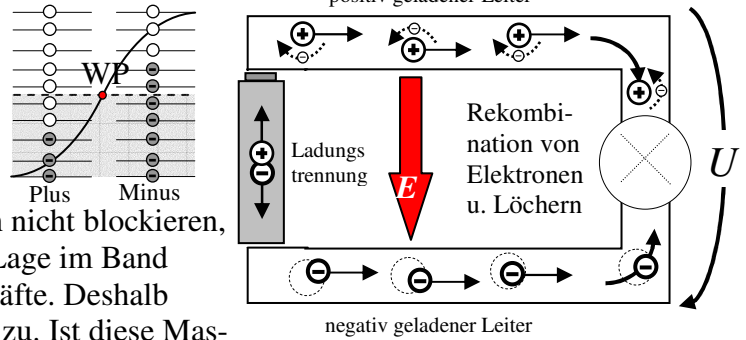 positiv geladener Leiter
WP
Plus
Minus
n nicht blockieren,
Lage im Band
äfte. Deshalb
zu. Ist diese Mas-
Ladungs
trennung
E
Rekombi-
nation von
Elektronen
u. Löchern
U
negativ geladener Leiter